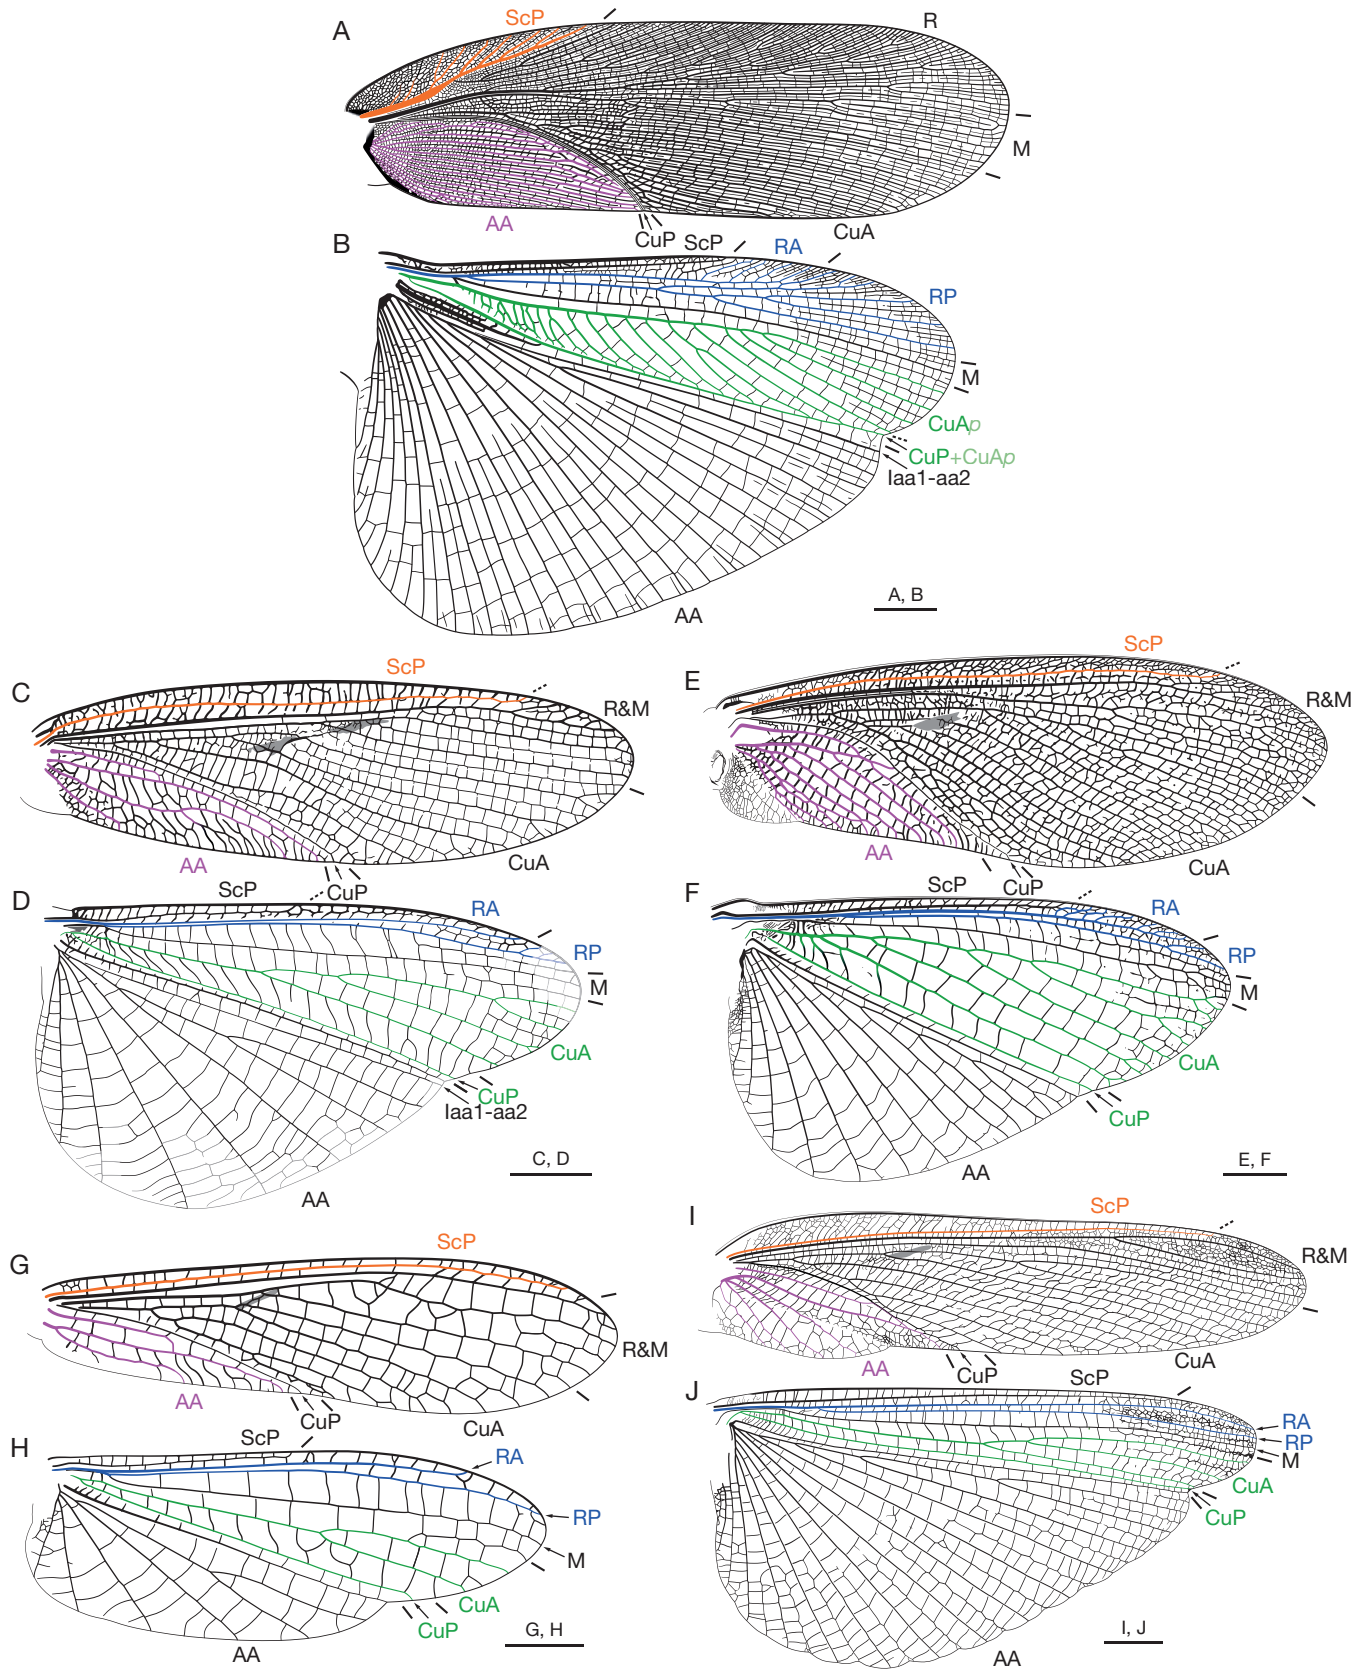 A
ScP
R
M
AA
CuP
CuA
B
ScP
RA
RP
M
CuAp
CuP+CuAp
Iaa1-aa2
AA
A, B
C
ScP
R&M
AA
CuP
CuA
D
ScP
RA
RP
M
CuA
CuP
Iaa1-aa2
AA
C, D
E
ScP
R&M
AA
CuP
CuA
F
ScP
RA
RP
M
CuA
CuP
AA
E, F
G
ScP
R&M
AA
CuP
CuA
H
ScP
RA
RP
M
CuA
CuP
AA
G, H
I
ScP
R&M
AA
CuP
CuA
J
ScP
RA
RP
M
CuA
CuP
AA
I, J